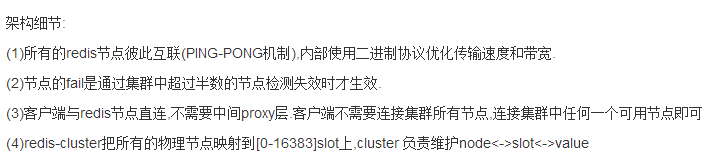 架构细节:
(1)所有的redis节点彼此互联(PING-PONG机制),内部使用二进制协议优化传输速度和带宽.
(2)节点的fail是通过集群中超过半数的节点检测失效时才生效.
(3)客户端与redis节点直连,不需要中间proxy层.客户端不需要连接集群所有节点,连接集群中任何一个可用节点即可
(4)redis-cluster把所有的物理节点映射到[0-16383]slot上,cluster 负责维护node<->slot<->value